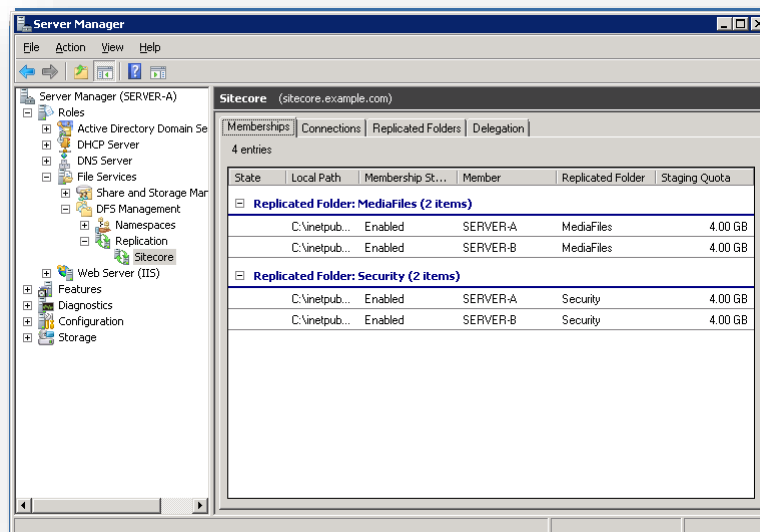 Server Manager
File Action View Help
Server Manager (SERVER-A)
Roles
Active Directory Domain Se
DHCP Server
DNS Server
File Services
Share and Storage Mar
DFS Management
Namespaces
Replication
Sitecore
Web Server (IIS)
Features
Diagnostics
Configuration
Storage
Sitecore (sitecore.example.com)
Memberships Connections Replicated Folders Delegation
4 entries
State Local Path Membership St... Member Replicated Folder Staging Quota
Replicated Folder: MediaFiles (2 items)
C:\inetpub... Enabled SERVER-A MediaFiles 4.00 GB
C:\inetpub... Enabled SERVER-B MediaFiles 4.00 GB
Replicated Folder: Security (2 items)
C:\inetpub... Enabled SERVER-A Security 4.00 GB
C:\inetpub... Enabled SERVER-B Security 4.00 GB